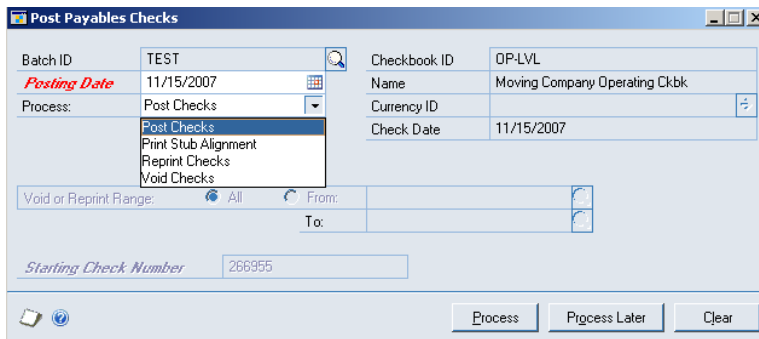 Post Payables Checks
Batch ID TEST Checkbook ID OP-LVL
Posting Date 11/15/2007 Name Moving Company Operating Ckbk
Process: Post Checks Currency ID
Post Checks Check Date 11/15/2007
Print Stub Alignment
Reprint Checks
Void Checks
Void or Reprint Range: All From:
To:
Starting Check Number 266955
Process Process Later Clear